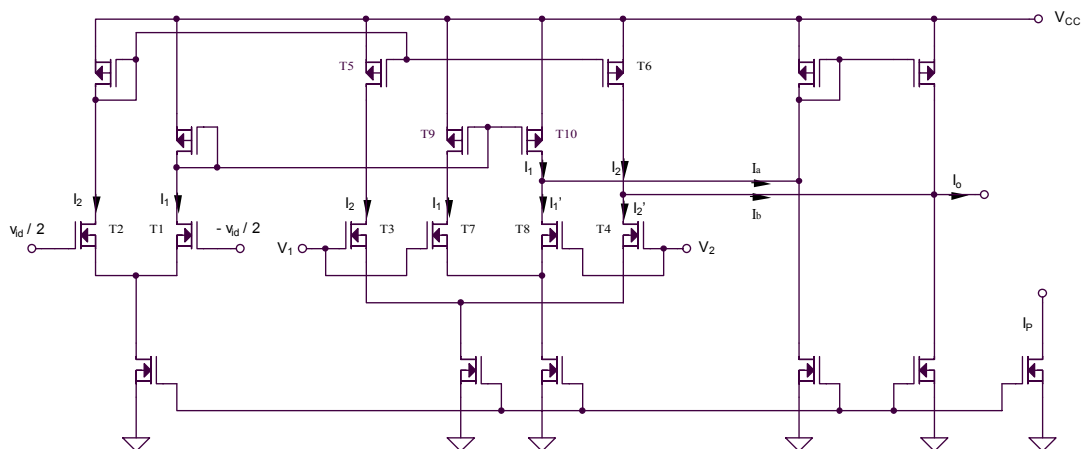 V_CC
T5
T6
T9
T10
I_2
I_1
I_1
I_2
I_a
I_o
I_2
I_1
I_1'
I_2'
I_b
v_id / 2
T2
T1
- v_id / 2
V_1
T3
T7
T8
T4
V_2
I_P